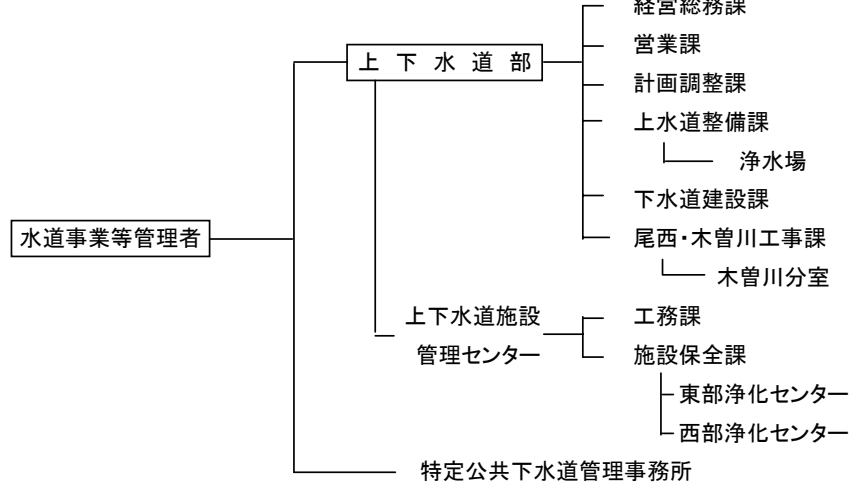 経営総務課
上下水道部
営業課
計画調整課
上水道整備課
浄水場
下水道建設課
水道事業等管理者
尾西・木曽川工事課
木曽川分室
上下水道施設
管理センター
工務課
施設保全課
東部浄化センター
西部浄化センター
特定公共下水道管理事務所